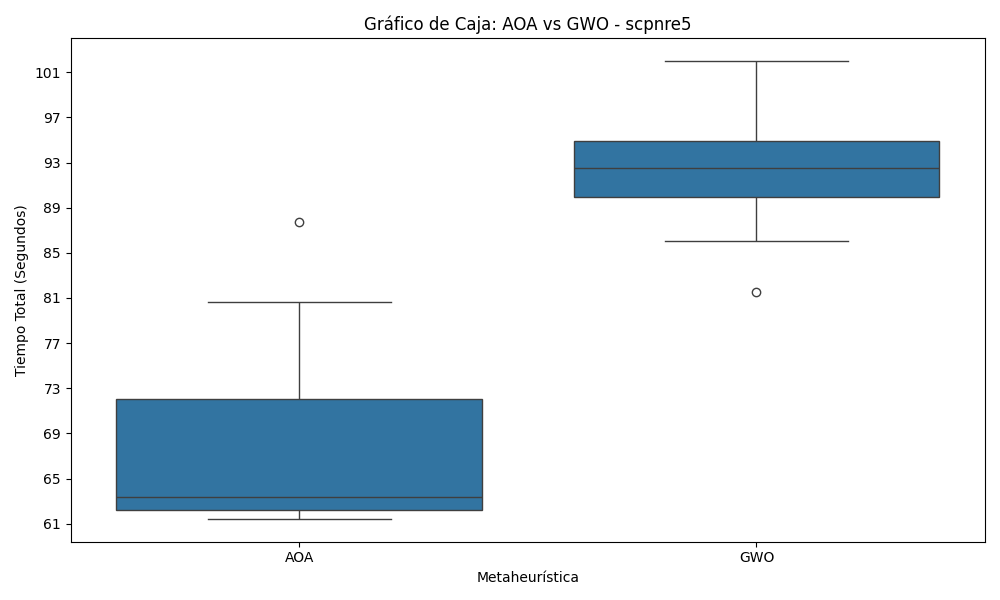 Gráfico de Caja: AOA vs GWO - scpnre5
Tiempo Total (Segundos)
101
97
93
89
85
81
77
73
69
65
61
AOA
GWO
Metaheurística